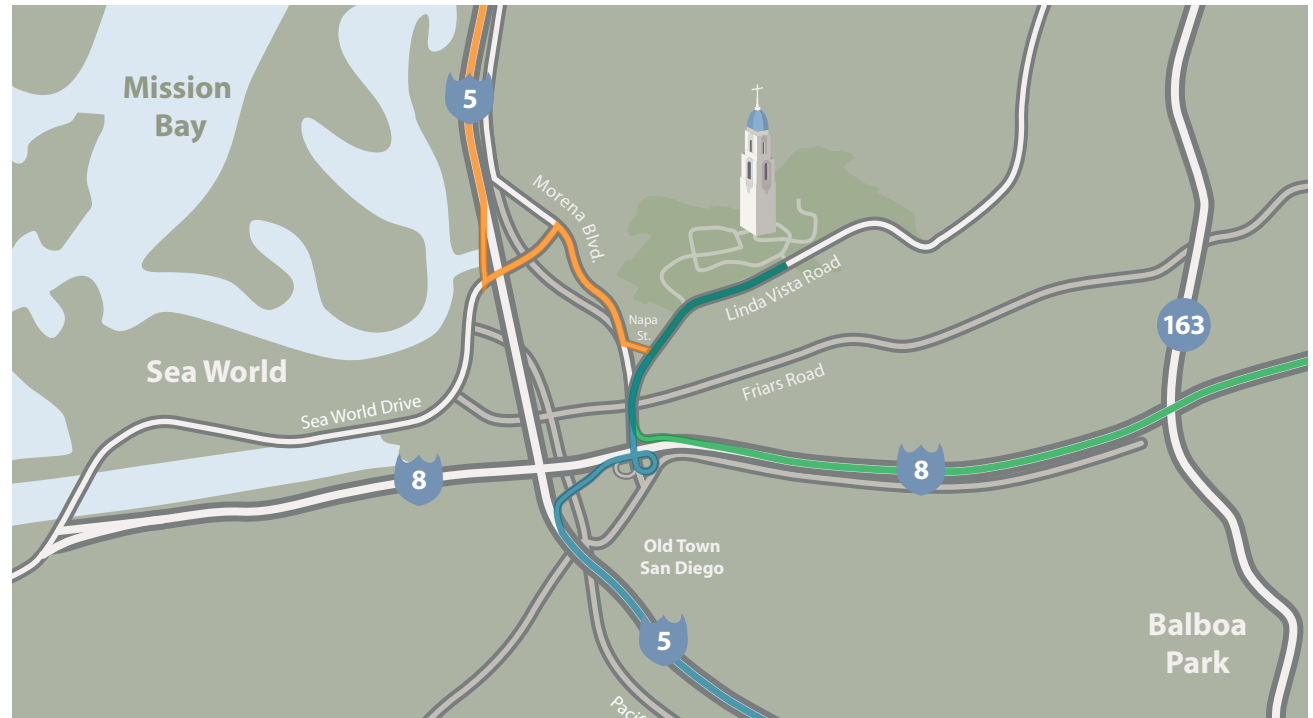 Mission
Bay
5
Morena Blvd.
Linda Vista Road
Napa
St.
163
Sea World
Friars Road
Sea World Drive
8
8
Old Town
San Diego
5
Balboa
Park